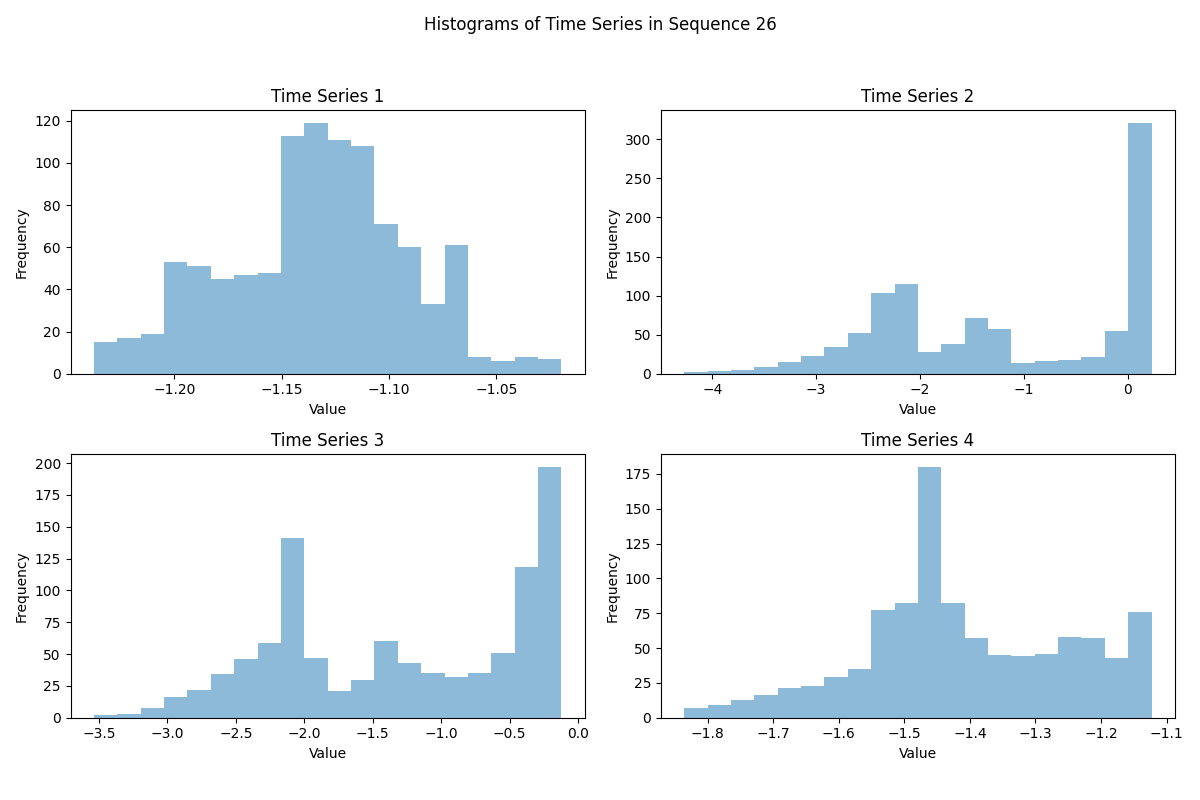 Histograms of Time Series in Sequence 26
Time Series 1
Frequency
120
100
80
60
40
20
0
−1.20 −1.15 −1.10 −1.05
Value
Time Series 2
Frequency
300
250
200
150
100
50
0
−4 −3 −2 −1 0
Value
Time Series 3
Frequency
200
175
150
125
100
75
50
25
0
−3.5 −3.0 −2.5 −2.0 −1.5 −1.0 −0.5 0.0
Value
Time Series 4
Frequency
175
150
125
100
75
50
25
0
−1.8 −1.7 −1.6 −1.5 −1.4 −1.3 −1.2 −1.1
Value